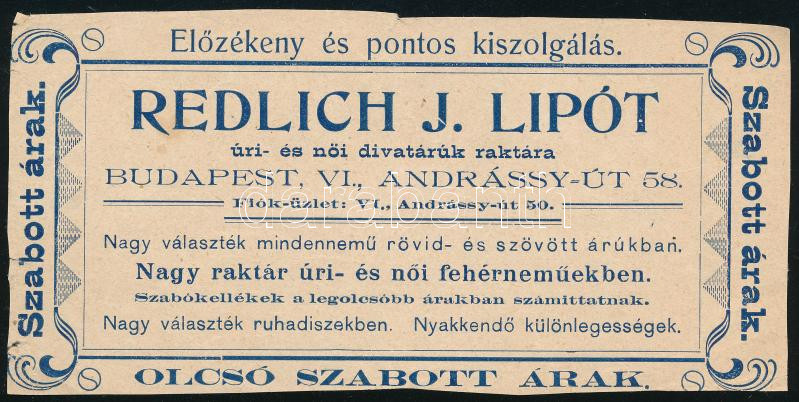 Előzékeny és pontos kiszolgálás.
Szabott árak.
REDLICH J. LIPÓT
úri- és női divatárúk raktára
BUDAPEST, VI., ANDRÁSSY-ÚT 58.
Fiók-üzlet: VI., Andrássy-út 50.
Nagy választék mindennemű rövid- és szövött árúkban.
Nagy raktár úri- és női fehérneműekben.
Szabókellékek a legolcsóbb árakban számittatnak.
Nagy választék ruhadiszekben. Nyakkendő különlegességek.
Szabott árak.
OLCSÓ SZABOTT ÁRAK.
darabanth